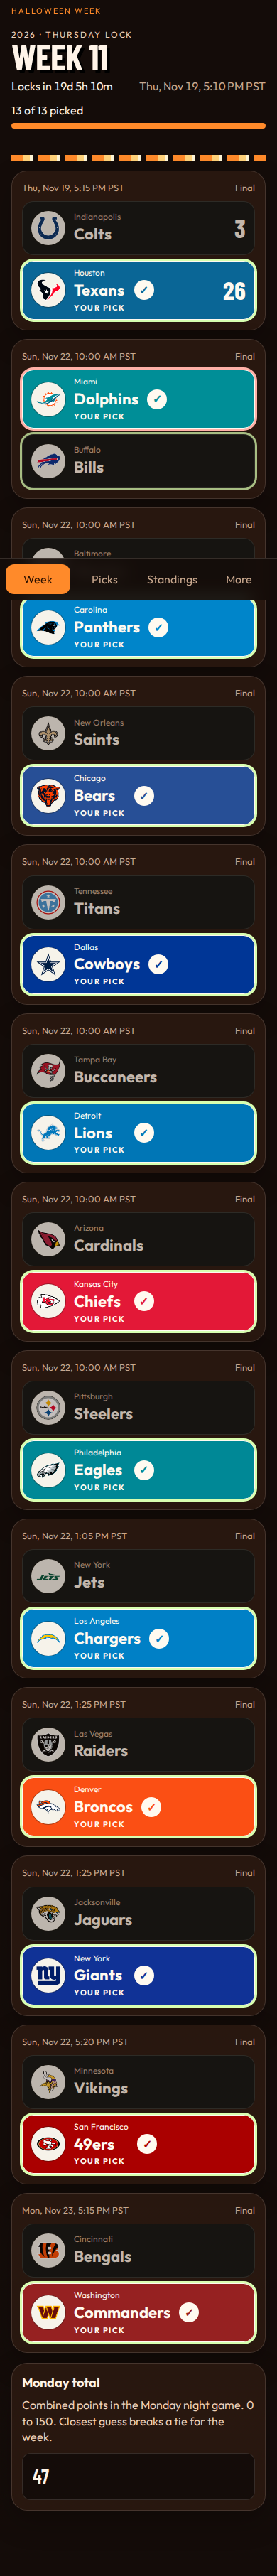 HALLOWEEN WEEK
2026 · THURSDAY LOCK
WEEK 11
Locks in 19d 5h 10m Thu, Nov 19, 5:10 PM PST
13 of 13 picked
Thu, Nov 19, 5:15 PM PST Final
Indianapolis
Colts 3
Houston
Texans ✓ 26
YOUR PICK
Sun, Nov 22, 10:00 AM PST Final
Miami
Dolphins ✓
YOUR PICK
Buffalo
Bills
Sun, Nov 22, 10:00 AM PST Final
Baltimore
Week Picks Standings More
Carolina
Panthers ✓
YOUR PICK
Sun, Nov 22, 10:00 AM PST Final
New Orleans
Saints
Chicago
Bears ✓
YOUR PICK
Sun, Nov 22, 10:00 AM PST Final
Tennessee
Titans
Dallas
Cowboys ✓
YOUR PICK
Sun, Nov 22, 10:00 AM PST Final
Tampa Bay
Buccaneers
Detroit
Lions ✓
YOUR PICK
Sun, Nov 22, 10:00 AM PST Final
Arizona
Cardinals
Kansas City
Chiefs ✓
YOUR PICK
Sun, Nov 22, 10:00 AM PST Final
Pittsburgh
Steelers
Philadelphia
Eagles ✓
YOUR PICK
Sun, Nov 22, 1:05 PM PST Final
New York
JETS
Jets
Los Angeles
Chargers ✓
YOUR PICK
Sun, Nov 22, 1:25 PM PST Final
Las Vegas
RAIDERS
Raiders
Denver
Broncos ✓
YOUR PICK
Sun, Nov 22, 1:25 PM PST Final
Jacksonville
Jaguars
New York
ny
Giants ✓
YOUR PICK
Sun, Nov 22, 5:20 PM PST Final
Minnesota
Vikings
San Francisco
SF
49ers ✓
YOUR PICK
Mon, Nov 23, 5:15 PM PST Final
Cincinnati
B
Bengals
Washington
W
Commanders ✓
YOUR PICK
Monday total
Combined points in the Monday night game. 0
to 150. Closest guess breaks a tie for the
week.
47